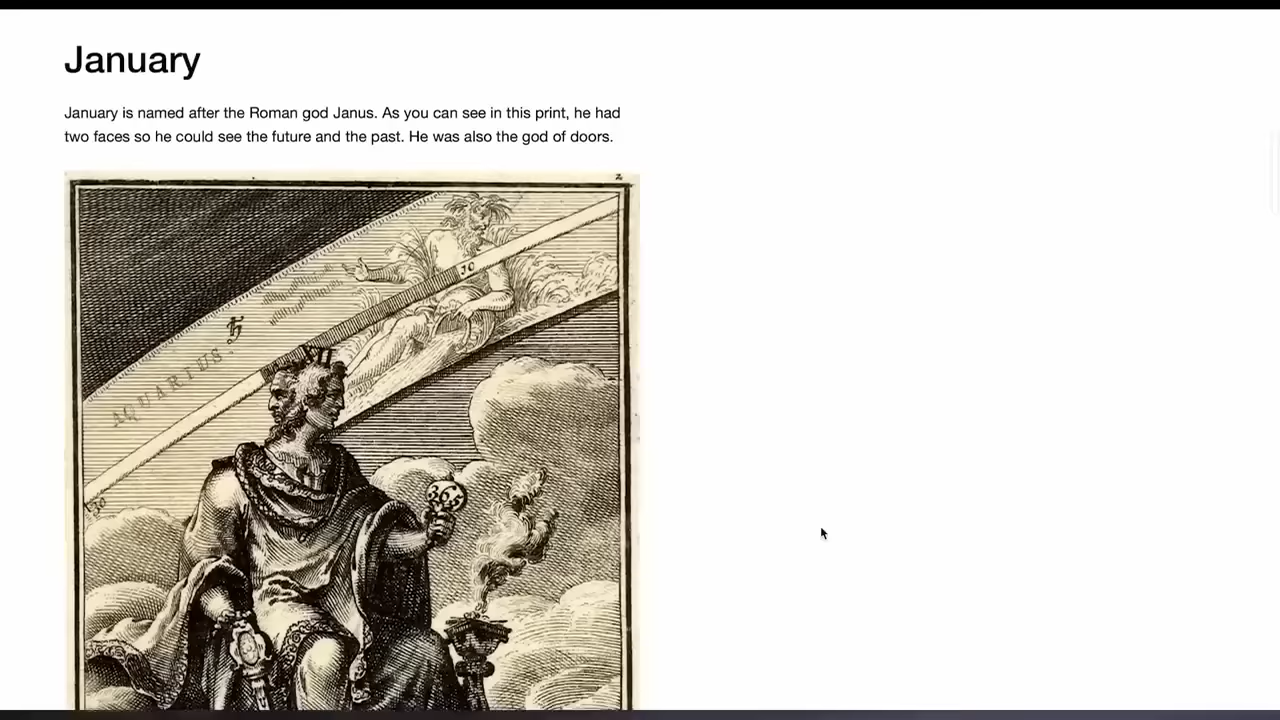 January
January is named after the Roman god Janus. As you can see in this print, he had
two faces so he could see the future and the past. He was also the god of doors.
2
30
AQUARIUS.
XII
365